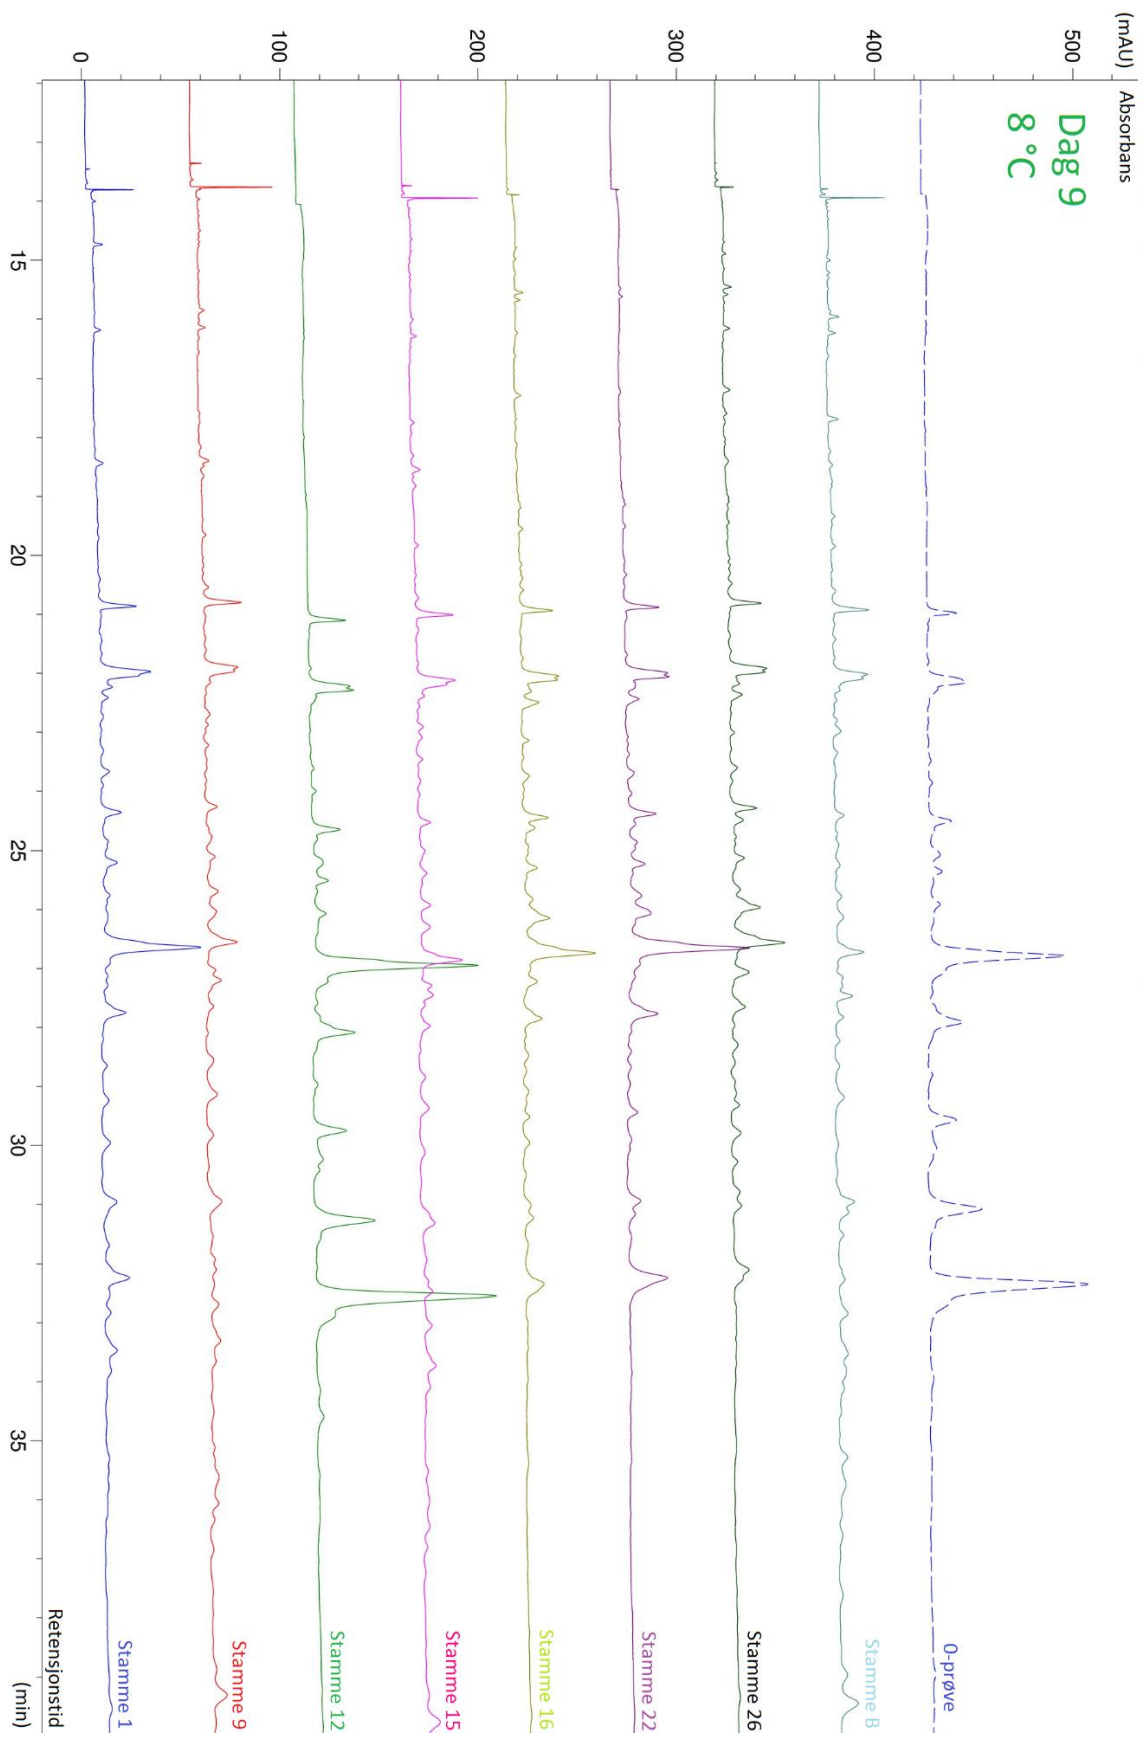 Absorbans
(mAU)
Dag 9
8 °C
500
400
300
200
100
0
15
20
25
30
35
0-prøve
Stamme B
Stamme 26
Stamme 22
Stamme 16
Stamme 15
Stamme 12
Stamme 9
Stamme 1
Retensjonstid
(min)